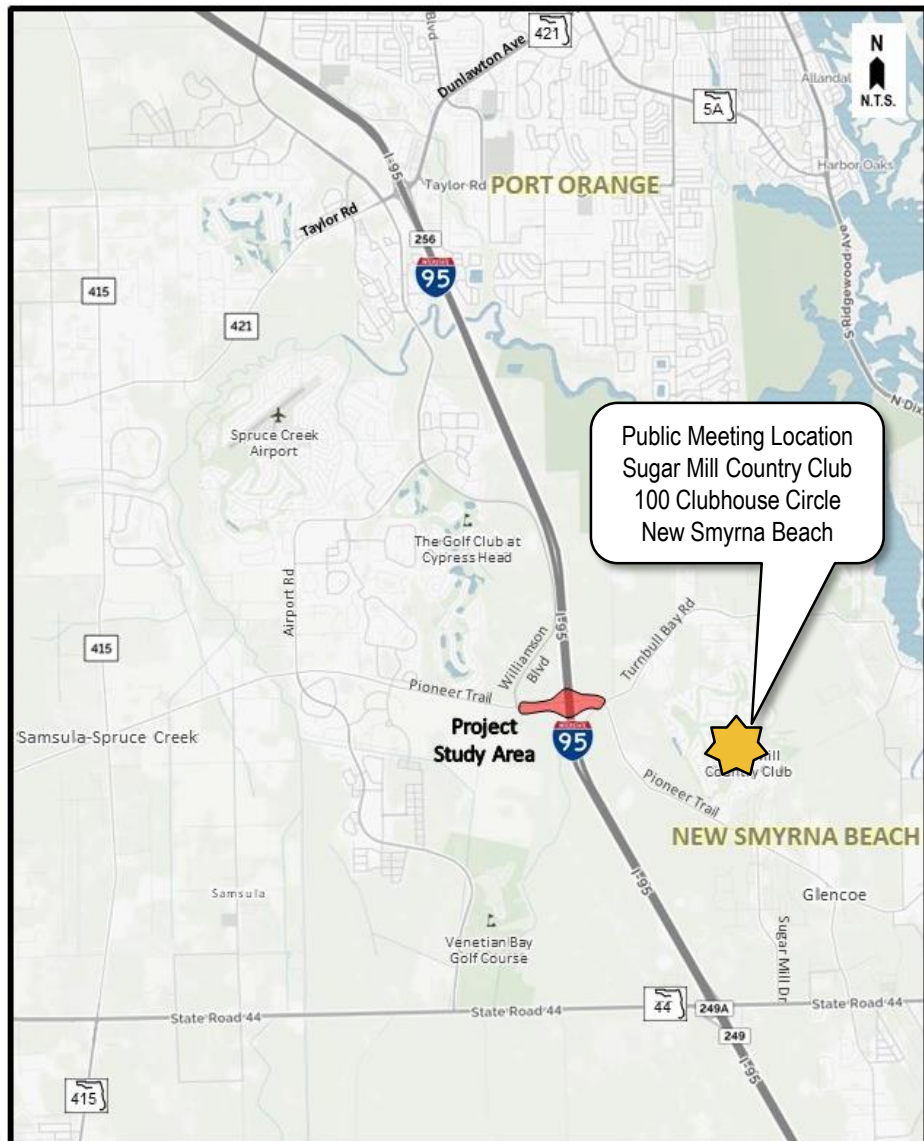 Blvd
Dunlawton Ave
421
N
N.T.S.
5A
Harbor Oaks
I-95
Taylor Rd
PORT ORANGE
Taylor Rd
256
INTERSTATE
95
415
421
S Ridgewood Ave
Spruce Creek
Airport
Public Meeting Location
Sugar Mill Country Club
100 Clubhouse Circle
New Smyrna Beach
The Golf Club at
Cypress Head
Airport Rd
I-95
Williamson
Blvd
Turnbull Bay Rd
415
Pioneer Trail
Samsula-Spruce Creek
Project
Study Area
INTERSTATE
95
Country Club
Pioneer Trail
NEW SMYRNA BEACH
I-95
Samsula
Glencoe
Venetian Bay
Golf Course
Sugar Mill Dr
44
249A
State Road 44
State Road 44
State Road 44
249
I-95
415